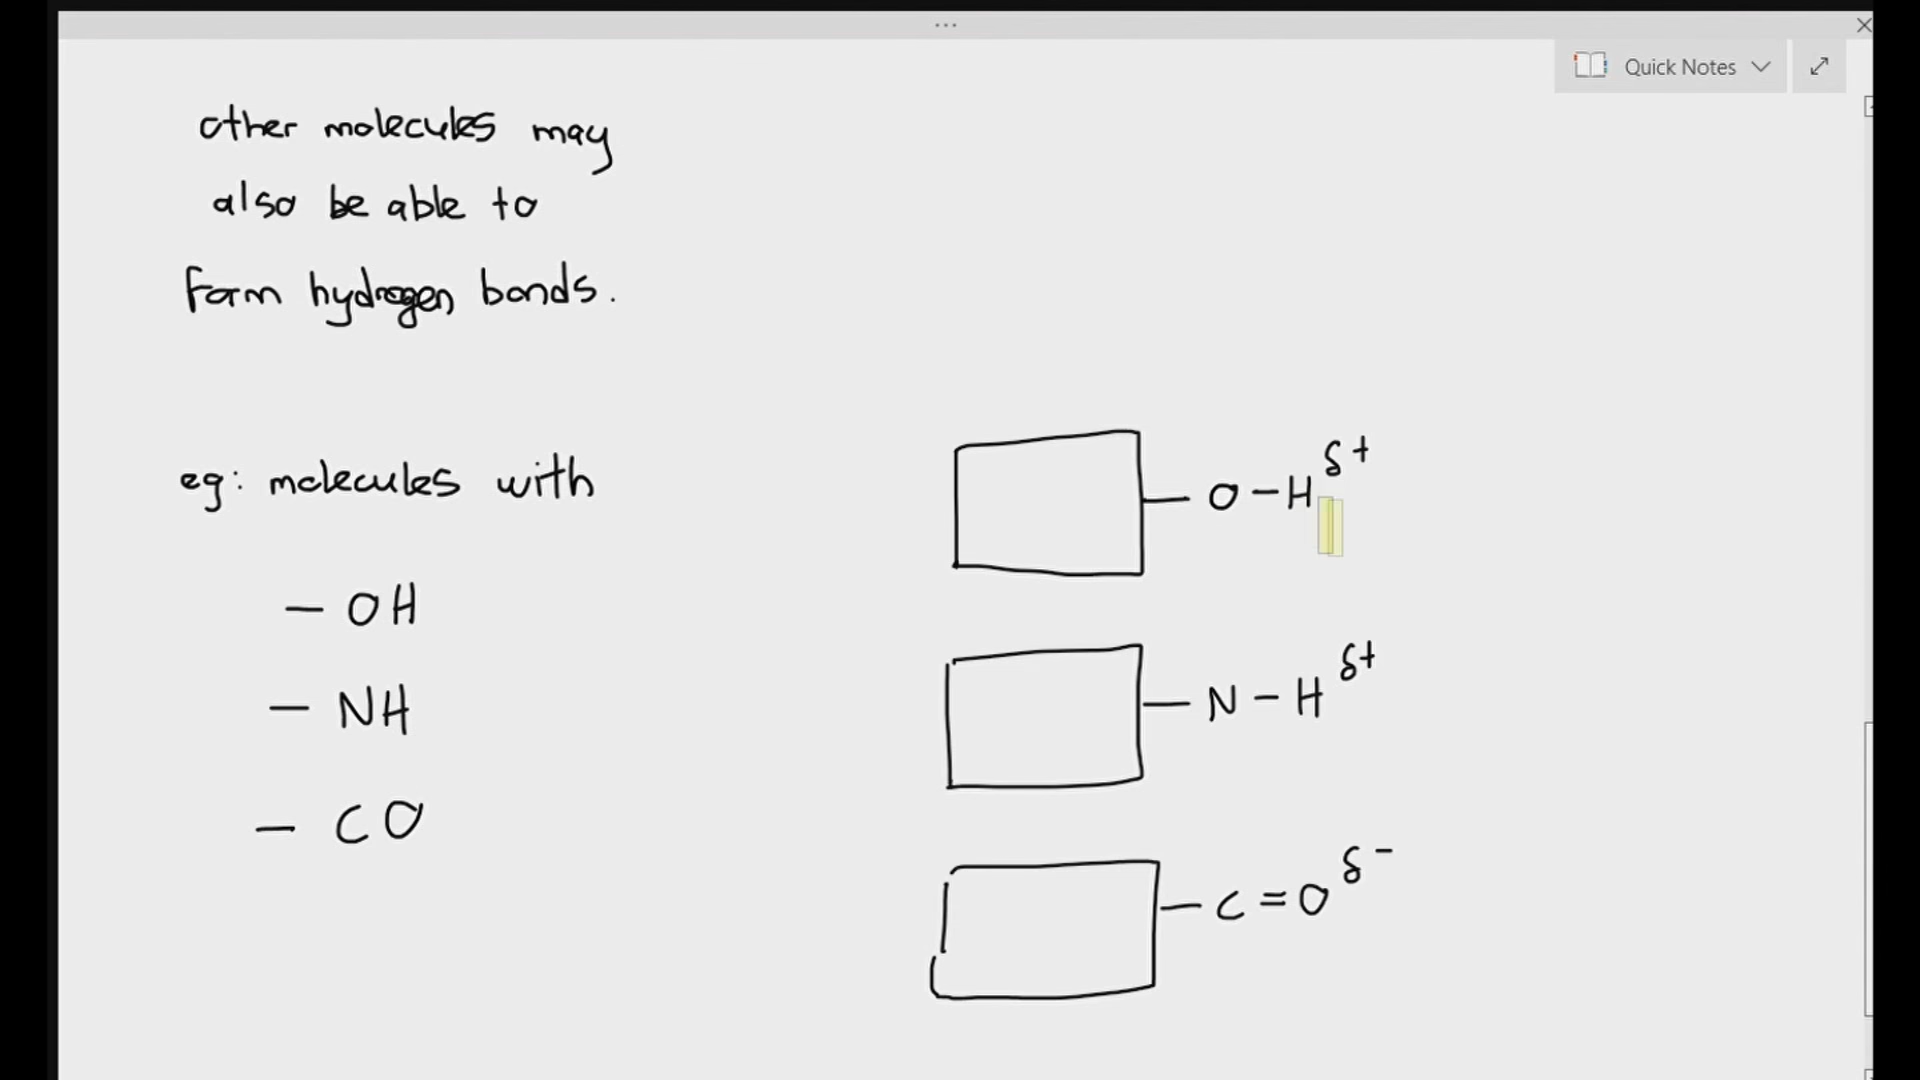 ...
Quick Notes
other molecules may
also be able to
form hydrogen bonds.
eg: molecules with
- OH
- NH
- CO
- O - H δ+
- N - H δ+
- C = O δ-